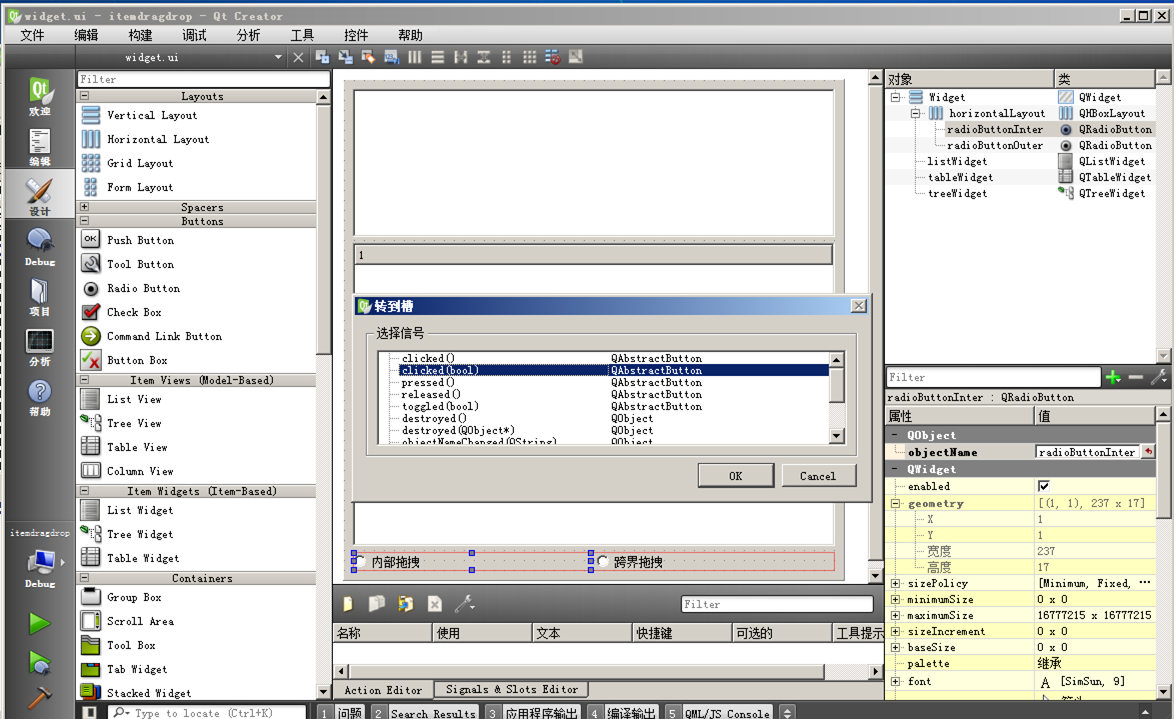 widget.ui - itemdragdrop - Qt Creator
文件 编辑 构建 调试 分析 工具 控件 帮助
widget.ui
欢迎
编辑
设计
Debug
项目
分析
帮助
itemdragdrop
Debug
Filter
Layouts
Vertical Layout
Horizontal Layout
Grid Layout
Form Layout
Spacers
Buttons
OK Push Button
Tool Button
Radio Button
Check Box
Command Link Button
Button Box
Item Views (Model-Based)
List View
Tree View
Table View
Column View
Item Widgets (Item-Based)
List Widget
Tree Widget
Table Widget
Containers
Group Box
Scroll Area
Tool Box
Tab Widget
Stacked Widget
1
转到槽
选择信号
clicked() QAbstractButton
clicked(bool) QAbstractButton
pressed() QAbstractButton
released() QAbstractButton
toggled(bool) QAbstractButton
destroyed() QObject
destroyed(QObject*) QObject
objectNameChanged(QString) QObject
OK Cancel
内部拖拽 跨界拖拽
Filter
名称 使用 文本 快捷键 可选的 工具提示
Action Editor Signals & Slots Editor
对象 类
Widget QWidget
horizontalLayout QHBoxLayout
radioButtonInter QRadioButton
radioButtonOuter QRadioButton
listWidget QListWidget
tableWidget QTableWidget
treeWidget QTreeWidget
Filter
radioButtonInter : QRadioButton
属性 值
QObject
objectName radioButtonInter
QWidget
enabled
geometry [(1, 1), 237 x 17]
X 1
Y 1
宽度 237
高度 17
sizePolicy [Minimum, Fixed, ...
minimumSize 0 x 0
maximumSize 16777215 x 16777215
sizeIncrement 0 x 0
baseSize 0 x 0
palette 继承
font A [SimSun, 9]
Type to locate (Ctrl+K) 1 问题 2 Search Results 3 应用程序输出 4 编译输出 5 QML/JS Console